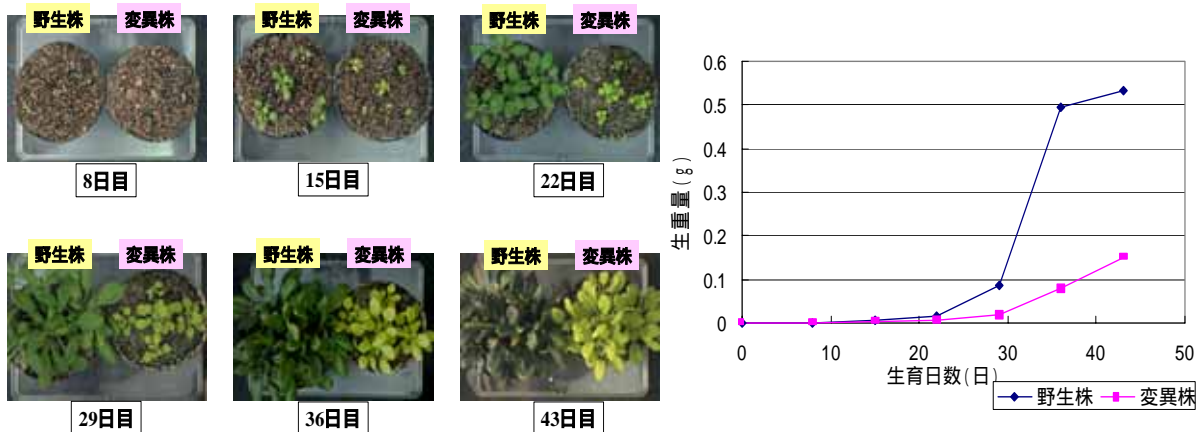 野生株 変異株
8日目
野生株 変異株
15日目
野生株 変異株
22日目
野生株 変異株
29日目
野生株 変異株
36日目
野生株 変異株
43日目
生重量(g)
0.6
0.5
0.4
0.3
0.2
0.1
0
0 10 20 30 40 50
生育日数(日)
野生株 変異株